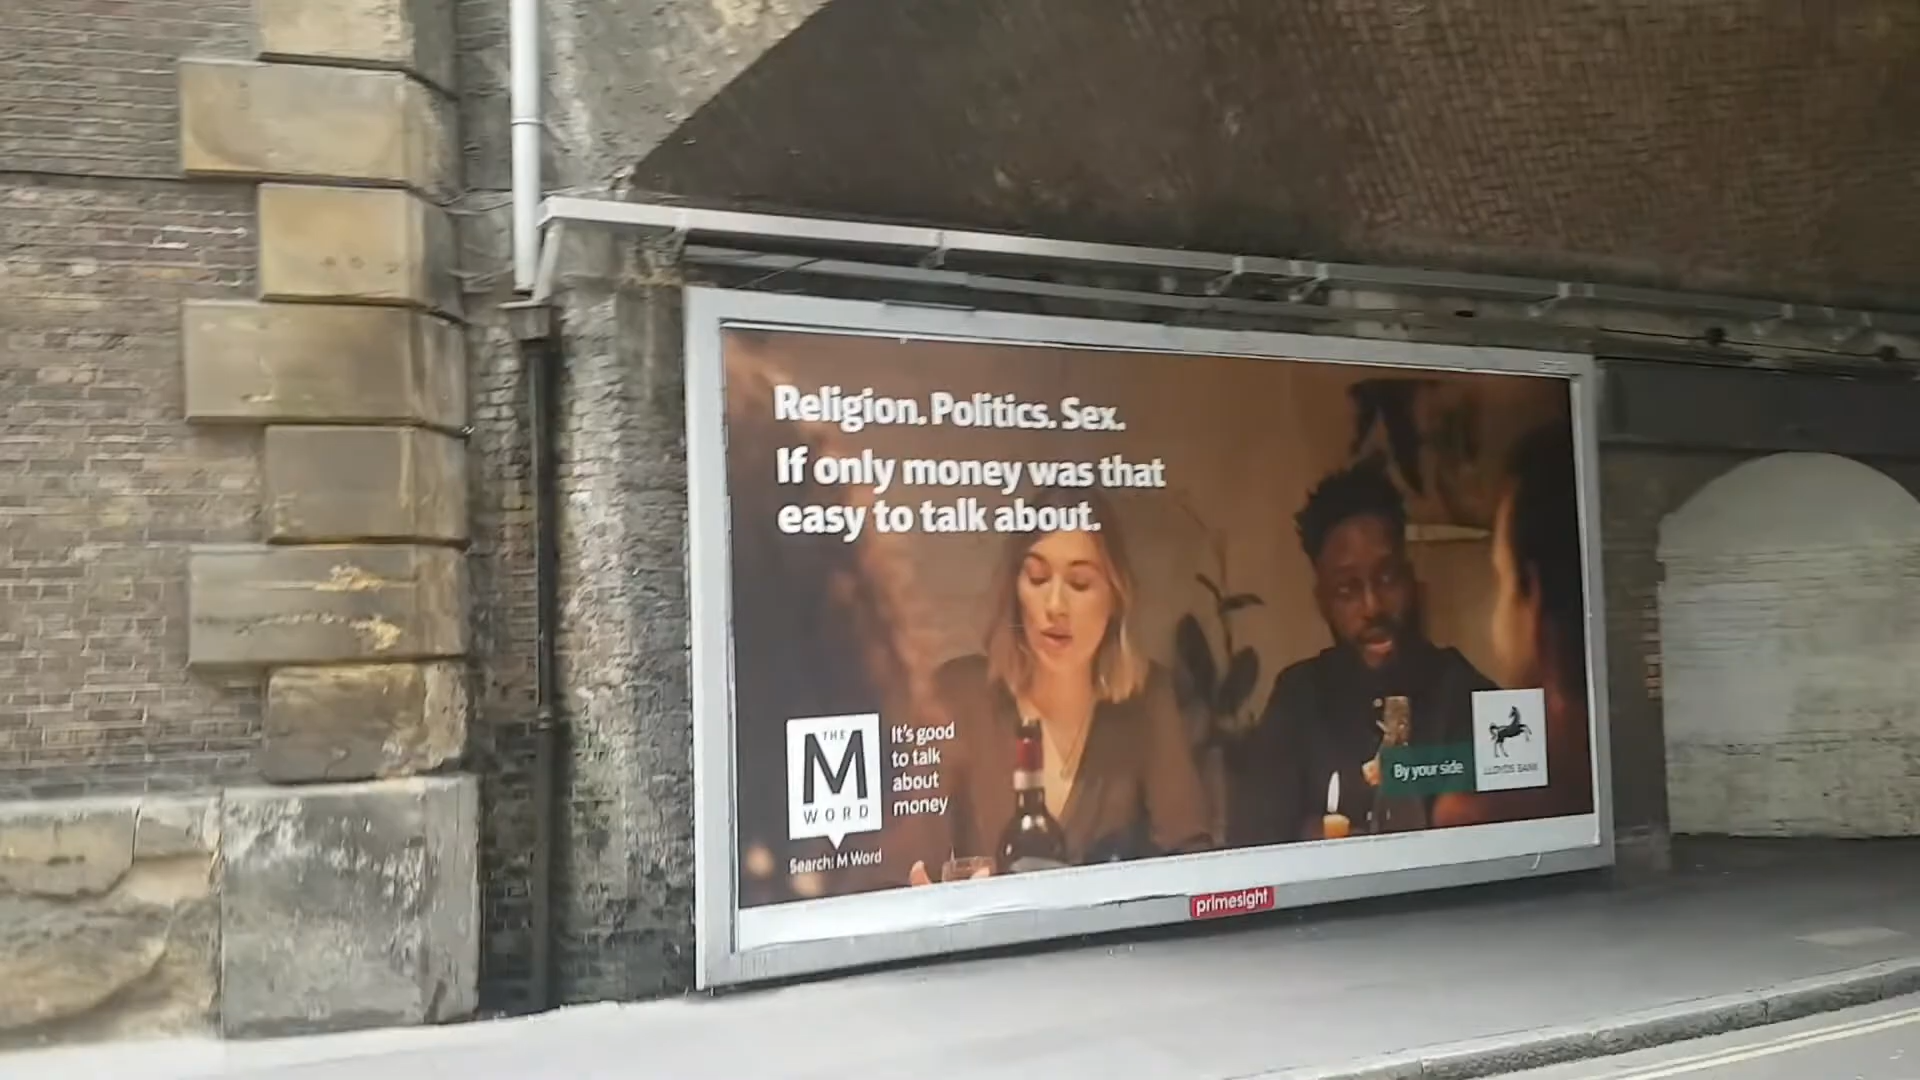 Religion. Politics. Sex.
If only money was that
easy to talk about.
THE
M
WORD
It's good
to talk
about
money
Search: M Word
By your side
LLOYDS BANK
primesight